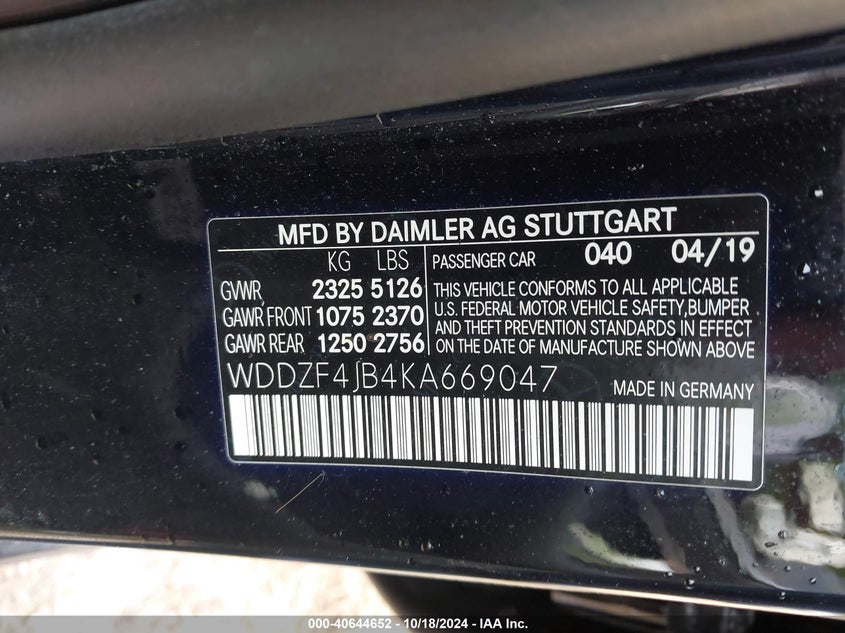 MFD BY DAIMLER AG STUTTGART
KG LBS
GVWR 2325 5126
GAWR FRONT 1075 2370
GAWR REAR 1250 2756
PASSENGER CAR 040 04/19
THIS VEHICLE CONFORMS TO ALL APPLICABLE
U.S. FEDERAL MOTOR VEHICLE SAFETY,BUMPER
AND THEFT PREVENTION STANDARDS IN EFFECT
ON THE DATE OF MANUFACTURE SHOWN ABOVE.
WDDZF4JB4KA669047 MADE IN GERMANY
000-40644652 | 10/18/2024 - IAA Inc.